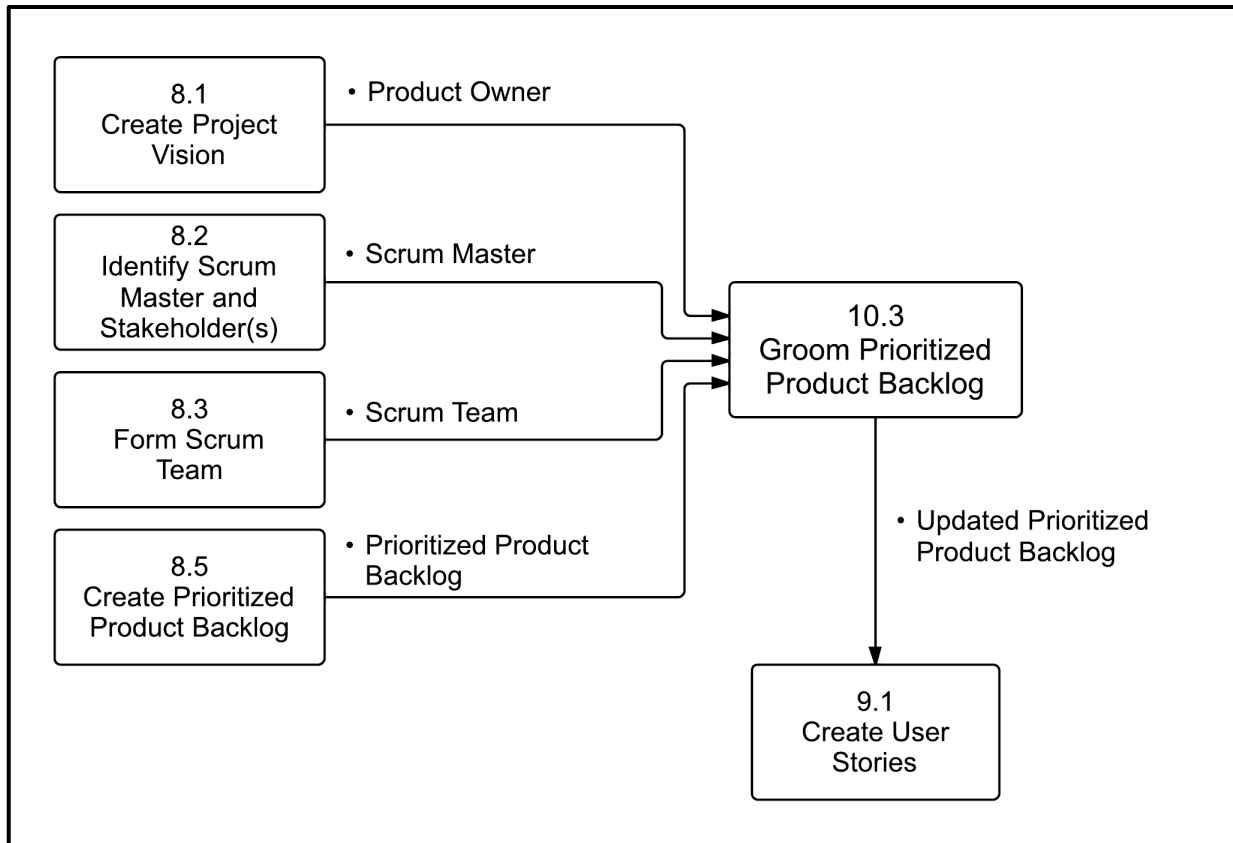 8.1
Create Project
Vision
• Product Owner
8.2
Identify Scrum
Master and
Stakeholder(s)
• Scrum Master
8.3
Form Scrum
Team
• Scrum Team
8.5
Create Prioritized
Product Backlog
• Prioritized Product
Backlog
10.3
Groom Prioritized
Product Backlog
• Updated Prioritized
Product Backlog
9.1
Create User
Stories